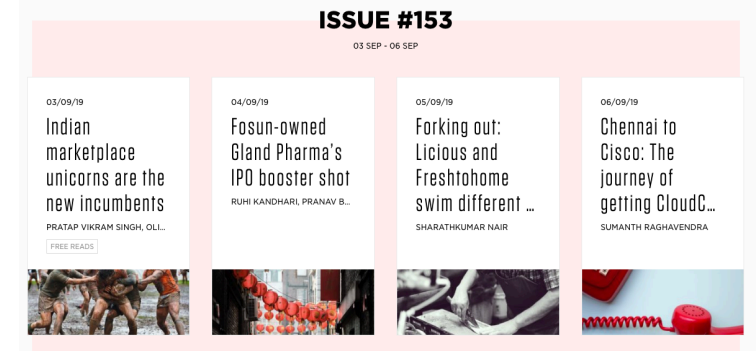 ISSUE #153
03 SEP - 06 SEP
03/09/19
Indian
marketplace
unicorns are the
new incumbents
PRATAP VIKRAM SINGH, OLI...
FREE READS
04/09/19
Fosun-owned
Gland Pharma's
IPO booster shot
RUHI KANDHARI, PRANAV B...
05/09/19
Forking out:
Licious and
Freshtohome
swim different ...
SHARATHKUMAR NAIR
06/09/19
Chennai to
Cisco: The
journey of
getting CloudC...
SUMANTH RAGHAVENDRA